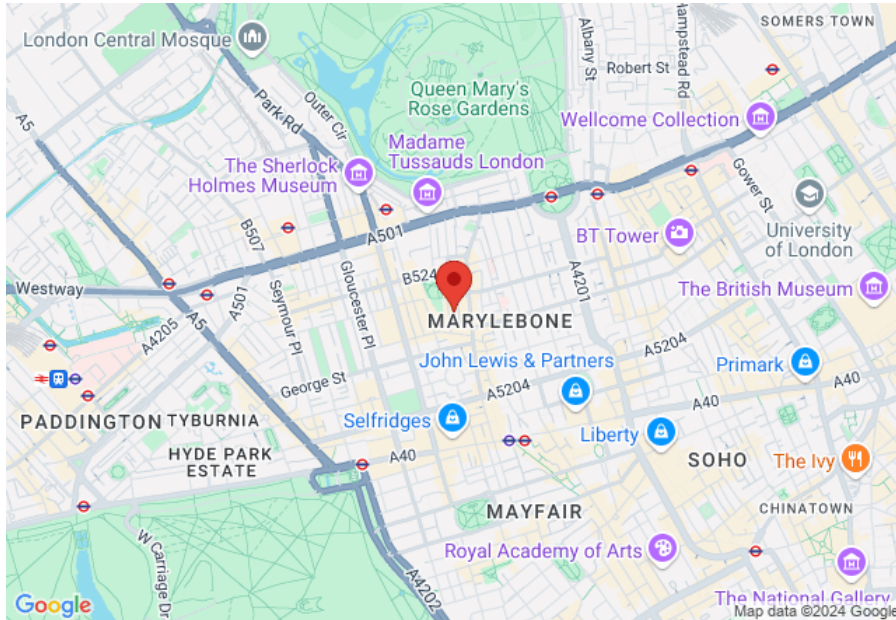 SOMERS TOWN
London Central Mosque
Albany St
Hampstead Rd
Robert St
A5
Park Rd
Outer Cir
Queen Mary's
Rose Gardens
Wellcome Collection
Madame
Tussauds London
The Sherlock
Holmes Museum
Gower St
University
of London
B507
A501
BT Tower
Westway
A501
Seymour Pl
Gloucester Pl
B524
A4201
The British Museum
A4205
A5
MARYLEBONE
John Lewis & Partners
A5204
Primark
George St
A5204
A40
PADDINGTON
TYBURNIA
Selfridges
A40
Liberty
HYDE PARK
ESTATE
A40
SOHO
The Ivy
MAYFAIR
CHINATOWN
W Carriage Dr
Royal Academy of Arts
A4202
The National Gallery
Google
Map data ©2024 Google